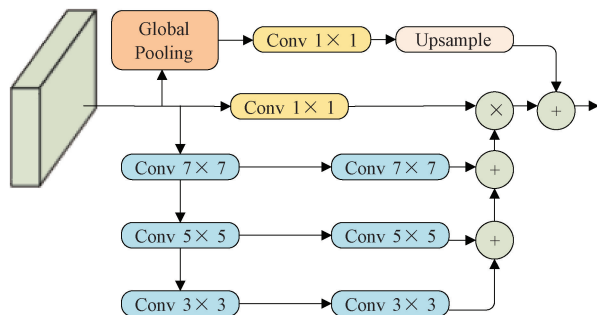 Global
Pooling
Conv 1× 1
Upsample
Conv 1× 1
×
+
Conv 7× 7
Conv 7× 7
+
Conv 5× 5
Conv 5× 5
+
Conv 3× 3
Conv 3× 3